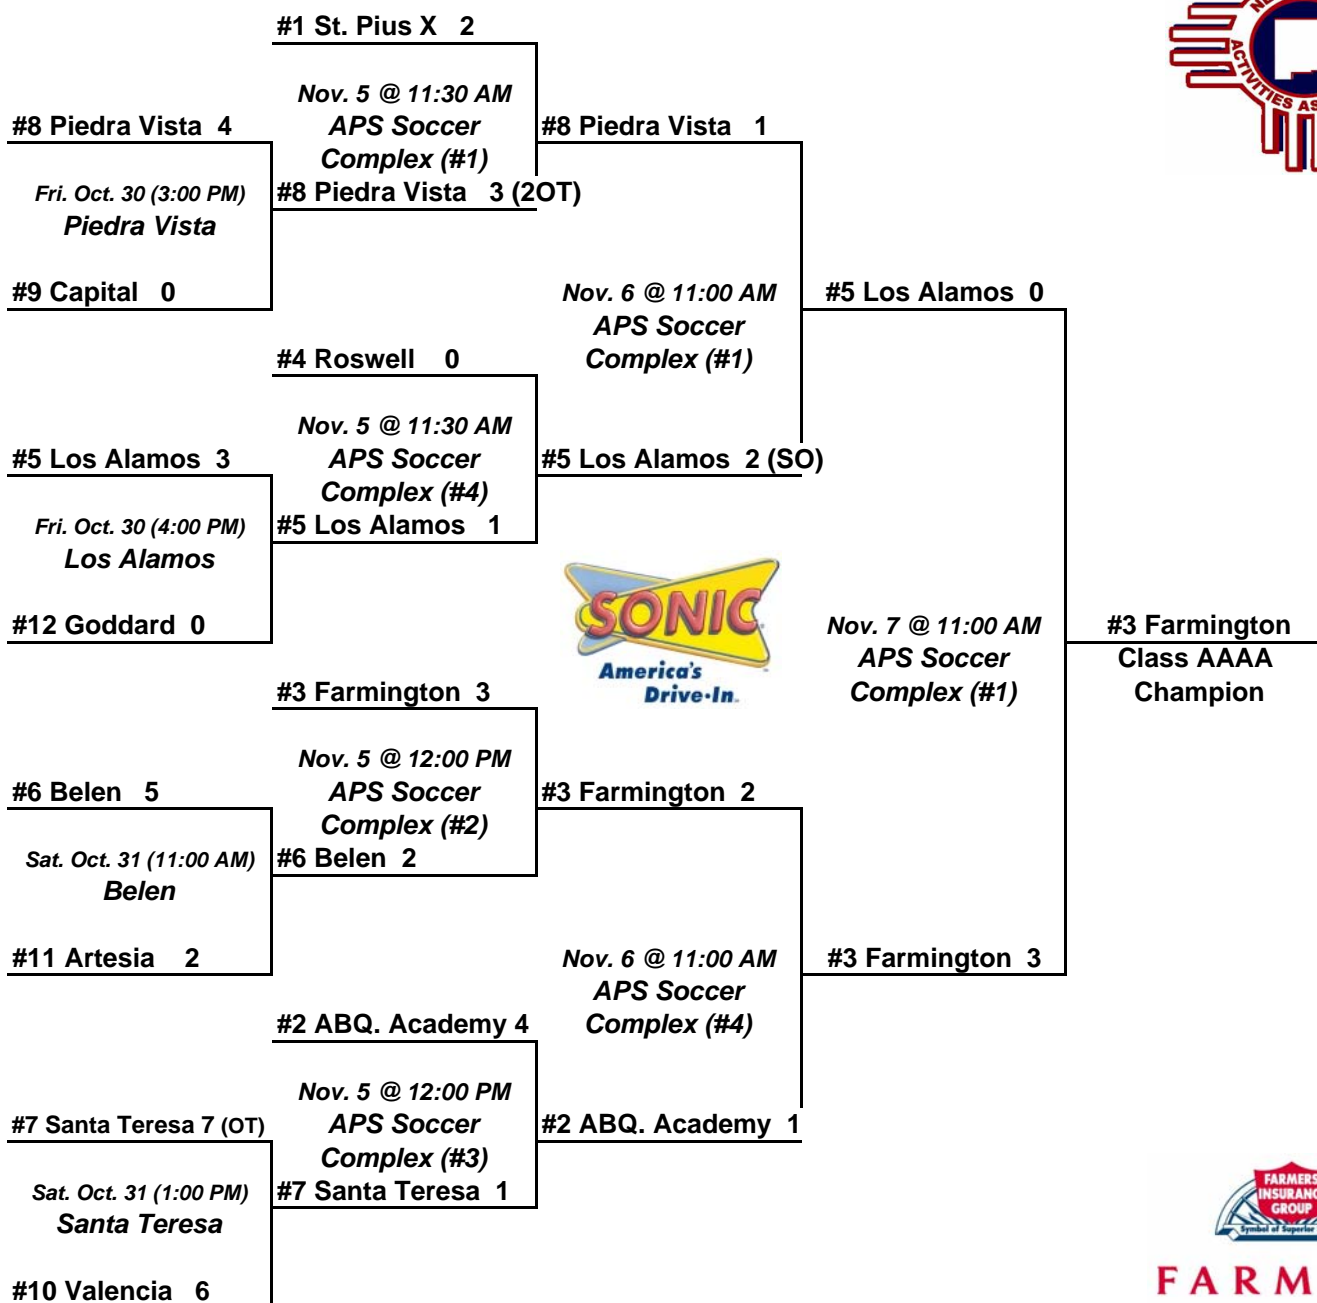 #1 St. Pius X 2
Nov. 5 @ 11:30 AM
APS Soccer
Complex (#1)
#8 Piedra Vista 4
Fri. Oct. 30 (3:00 PM)
Piedra Vista
#9 Capital 0
#8 Piedra Vista 3 (2OT)
#8 Piedra Vista 1
#4 Roswell 0
Nov. 5 @ 11:30 AM
APS Soccer
Complex (#4)
#5 Los Alamos 3
Fri. Oct. 30 (4:00 PM)
Los Alamos
#12 Goddard 0
#5 Los Alamos 1
Nov. 6 @ 11:00 AM
APS Soccer
Complex (#1)
#5 Los Alamos 2 (SO)
#5 Los Alamos 0
SONIC
America's
Drive-In
Nov. 7 @ 11:00 AM
APS Soccer
Complex (#1)
#3 Farmington
Class AAAA
Champion
#3 Farmington 3
Nov. 5 @ 12:00 PM
APS Soccer
Complex (#2)
#6 Belen 5
Sat. Oct. 31 (11:00 AM)
Belen
#11 Artesia 2
#6 Belen 2
#3 Farmington 2
Nov. 6 @ 11:00 AM
APS Soccer
Complex (#4)
#3 Farmington 3
#2 ABQ. Academy 4
Nov. 5 @ 12:00 PM
APS Soccer
Complex (#3)
#7 Santa Teresa 7 (OT)
Sat. Oct. 31 (1:00 PM)
Santa Teresa
#10 Valencia 6
#7 Santa Teresa 1
#2 ABQ. Academy 1
ACTIVITIES AS
FARMERS
INSURANC
GROUP
Symbol of Superior
FARM